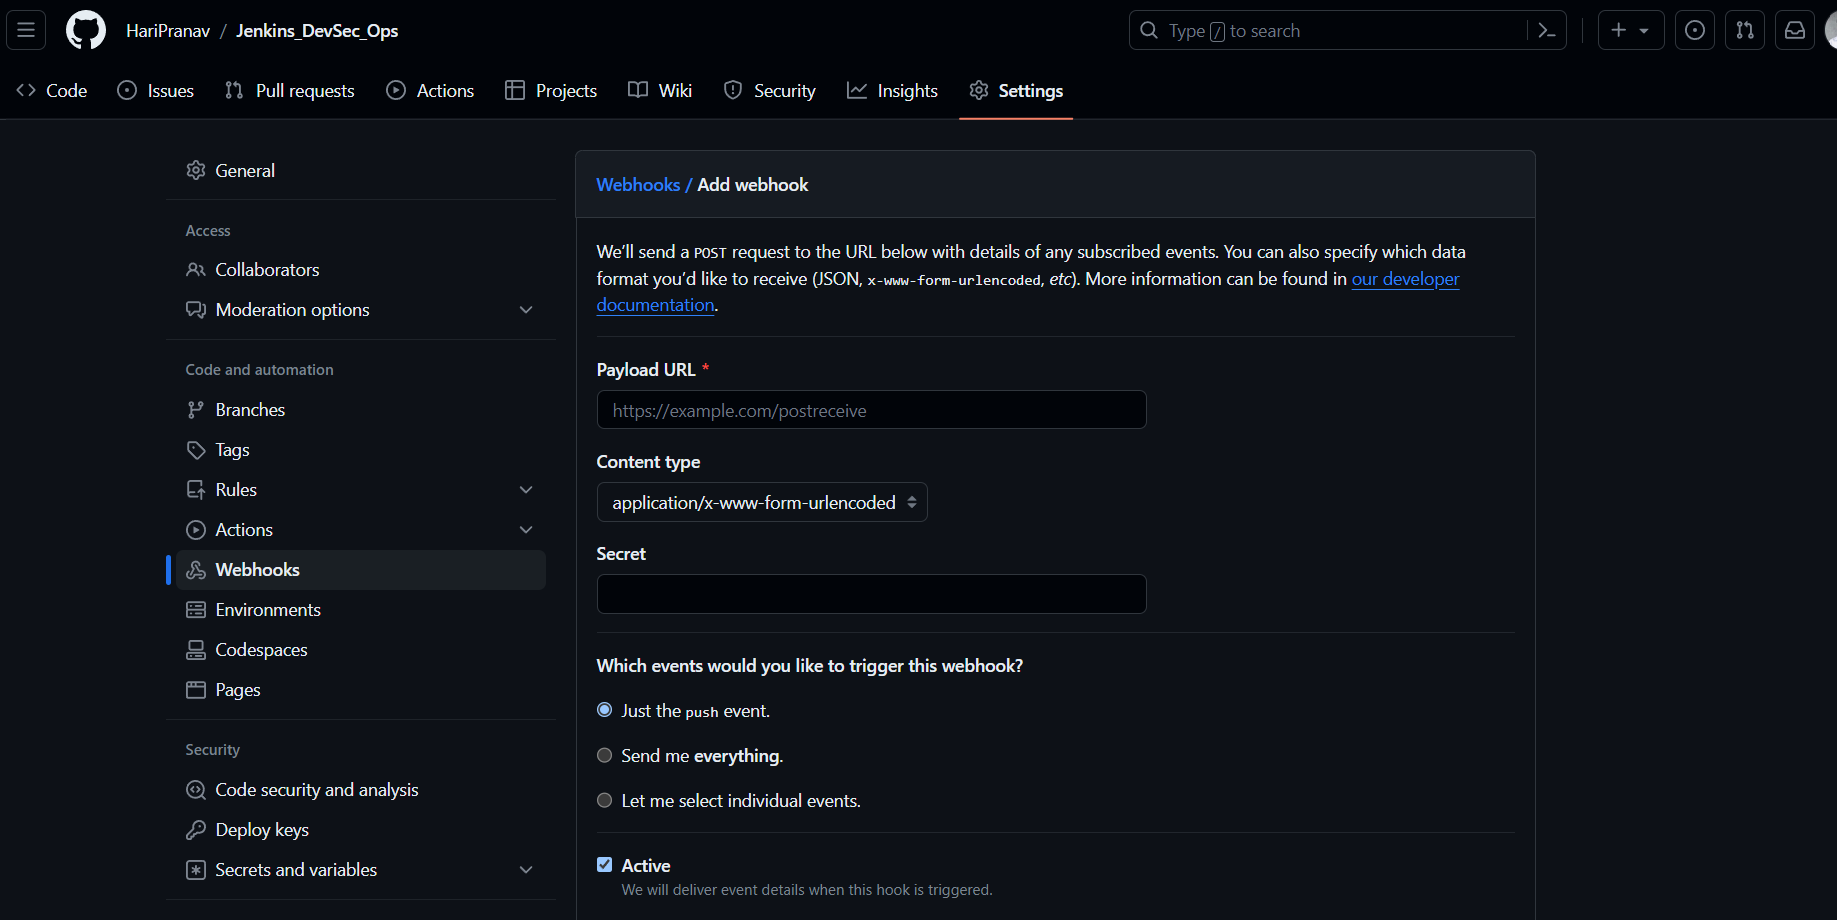 HariPranav / Jenkins_DevSec_Ops
Type / to search
Code
Issues
Pull requests
Actions
Projects
Wiki
Security
Insights
Settings
General
Access
Collaborators
Moderation options
Code and automation
Branches
Tags
Rules
Actions
Webhooks
Environments
Codespaces
Pages
Security
Code security and analysis
Deploy keys
Secrets and variables
Webhooks / Add webhook
We’ll send a POST request to the URL below with details of any subscribed events. You can also specify which data
format you’d like to receive (JSON, x-www-form-urlencoded, etc). More information can be found in our developer
documentation.
Payload URL *
https://example.com/postreceive
Content type
application/x-www-form-urlencoded
Secret
Which events would you like to trigger this webhook?
Just the push event.
Send me everything.
Let me select individual events.
Active
We will deliver event details when this hook is triggered.